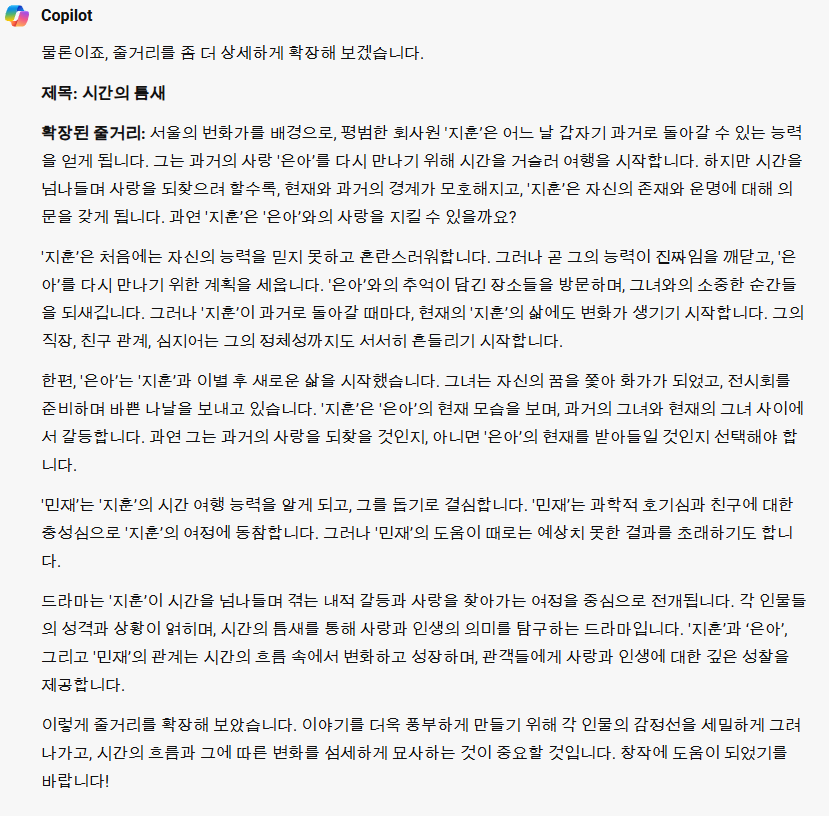 Copilot
물론이죠, 줄거리를 좀 더 상세하게 확장해 보겠습니다.
제목: 시간의 틈새
확장된 줄거리: 서울의 번화가를 배경으로, 평범한 회사원 '지훈’은 어느 날 갑자기 과거로 돌아갈 수 있는 능력
을 얻게 됩니다. 그는 과거의 사랑 '은아’를 다시 만나기 위해 시간을 거슬러 여행을 시작합니다. 하지만 시간을
넘나들며 사랑을 되찾으려 할수록, 현재와 과거의 경계가 모호해지고, '지훈’은 자신의 존재와 운명에 대해 의
문을 갖게 됩니다. 과연 '지훈’은 '은아’와의 사랑을 지킬 수 있을까요?
'지훈’은 처음에는 자신의 능력을 믿지 못하고 혼란스러워합니다. 그러나 곧 그의 능력이 진짜임을 깨닫고, '은
아’를 다시 만나기 위한 계획을 세웁니다. '은아’와의 추억이 담긴 장소들을 방문하며, 그녀와의 소중한 순간들
을 되새깁니다. 그러나 '지훈’이 과거로 돌아갈 때마다, 현재의 '지훈’의 삶에도 변화가 생기기 시작합니다. 그의
직장, 친구 관계, 심지어는 그의 정체성까지도 서서히 흔들리기 시작합니다.
한편, '은아’는 '지훈’과 이별 후 새로운 삶을 시작했습니다. 그녀는 자신의 꿈을 쫓아 화가가 되었고, 전시회를
준비하며 바쁜 나날을 보내고 있습니다. '지훈’은 '은아’의 현재 모습을 보며, 과거의 그녀와 현재의 그녀 사이에
서 갈등합니다. 과연 그는 과거의 사랑을 되찾을 것인지, 아니면 '은아’의 현재를 받아들일 것인지 선택해야 합
니다.
'민재’는 '지훈’의 시간 여행 능력을 알게 되고, 그를 돕기로 결심합니다. '민재’는 과학적 호기심과 친구에 대한
충성심으로 '지훈’의 여정에 동참합니다. 그러나 '민재’의 도움이 때로는 예상치 못한 결과를 초래하기도 합니
다.
드라마는 '지훈’이 시간을 넘나들며 겪는 내적 갈등과 사랑을 찾아가는 여정을 중심으로 전개됩니다. 각 인물들
의 성격과 상황이 얽히며, 시간의 틈새를 통해 사랑과 인생의 의미를 탐구하는 드라마입니다. '지훈’과 ‘은아’,
그리고 '민재’의 관계는 시간의 흐름 속에서 변화하고 성장하며, 관객들에게 사랑과 인생에 대한 깊은 성찰을
제공합니다.
이렇게 줄거리를 확장해 보았습니다. 이야기를 더욱 풍부하게 만들기 위해 각 인물의 감정선을 세밀하게 그려
나가고, 시간의 흐름과 그에 따른 변화를 섬세하게 묘사하는 것이 중요할 것입니다. 창작에 도움이 되었기를
바랍니다!